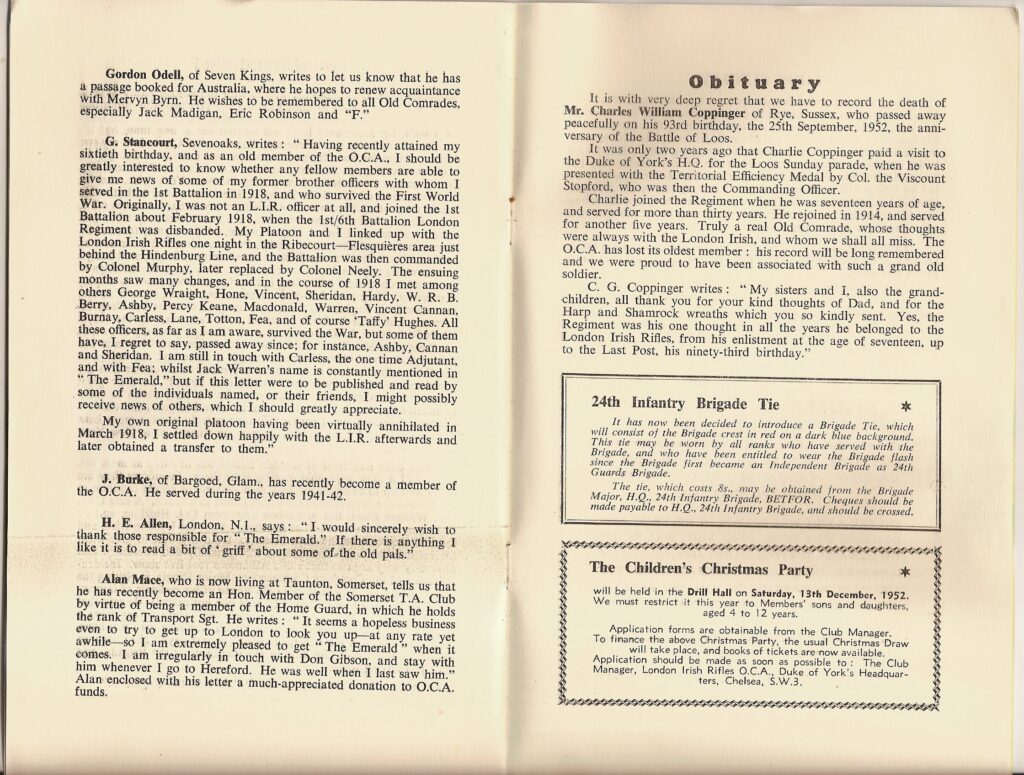 Gordon Odell, of Seven Kings, writes to let us know that he has
a passage booked for Australia, where he hopes to renew acquaintance
with Mervyn Byrn. He wishes to be remembered to all Old Comrades,
especially Jack Madigan, Eric Robinson and “F.”
G. Stancourt, Sevenoaks, writes : “ Having recently attained my
sixtieth birthday, and as an old member of the O.C.A., I should be
greatly interested to know whether any fellow members are able to
give me news of some of my former brother officers with whom I
served in the 1st Battalion in 1918, and who survived the First World
War. Originally, I was not an L.I.R. officer at all, and joined the 1st
Battalion about February 1918, when the 1st/6th Battalion London
Regiment was disbanded. My Platoon and I linked up with the
London Irish Rifles one night in the Ribecourt—Flesquières area just
behind the Hindenburg Line, and the Battalion was then commanded
by Colonel Murphy, later replaced by Colonel Neely. The ensuing
months saw many changes, and in the course of 1918 I met among
others George Wraight, Hone, Vincent, Sheridan, Hardy, W. R. B.
Berry, Ashby, Percy Keane, Macdonald, Warren, Vincent Cannan,
Burnay, Carless, Lane, Totton, Fea, and of course ‘Taffy’ Hughes. All
these officers, as far as I am aware, survived the War, but some of them
have, I regret to say, passed away since; for instance, Ashby, Cannan
and Sheridan. I am still in touch with Carless, the one time Adjutant,
and with Fea; whilst Jack Warren’s name is constantly mentioned in
“ The Emerald,” but if this letter were to be published and read by
some of the individuals named, or their friends, I might possibly
receive news of others, which I should greatly appreciate.
My own original platoon having been virtually annihilated in
March 1918, I settled down happily with the L.I.R. afterwards and
later obtained a transfer to them.”
J. Burke, of Bargoed, Glam., has recently become a member of
the O.C.A. He served during the years 1941-42.
H. E. Allen, London, N.1., says : “ I would sincerely wish to
thank those responsible for “ The Emerald.” If there is anything I
like it is to read a bit of ‘ griff ’ about some of the old pals.”
Alan Mace, who is now living at Taunton, Somerset, tells us that
he has recently become an Hon. Member of the Somerset T.A. Club
by virtue of being a member of the Home Guard, in which he holds
the rank of Transport Sgt. He writes : “ It seems a hopeless business
even to try to get up to London to look you up—at any rate yet
awhile—so I am extremely pleased to get “ The Emerald ” when it
comes. I am irregularly in touch with Don Gibson, and stay with
him whenever I go to Hereford. He was well when I last saw him.”
Alan enclosed with his letter a much-appreciated donation to O.C.A.
funds.
Obituary
It is with very deep regret that we have to record the death of
Mr. Charles William Coppinger of Rye, Sussex, who passed away
peacefully on his 93rd birthday, the 25th September, 1952, the anni-
versary of the Battle of Loos.
It was only two years ago that Charlie Coppinger paid a visit to
the Duke of York’s H.Q. for the Loos Sunday parade, when he was
presented with the Territorial Efficiency Medal by Col. the Viscount
Stopford, who was then the Commanding Officer.
Charlie joined the Regiment when he was seventeen years of age,
and served for more than thirty years. He rejoined in 1914, and served
for another five years. Truly a real Old Comrade, whose thoughts
were always with the London Irish, and whom we shall all miss. The
O.C.A. has lost its oldest member : his record will be long remembered
and we were proud to have been associated with such a grand old
soldier.
C. G. Coppinger writes : “ My sisters and I, also the grand-
children, all thank you for your kind thoughts of Dad, and for the
Harp and Shamrock wreaths which you so kindly sent. Yes, the
Regiment was his one thought in all the years he belonged to the
London Irish Rifles, from his enlistment at the age of seventeen, up
to the Last Post, his ninety-third birthday.”
24th Infantry Brigade Tie
It has now been decided to introduce a Brigade Tie, which
will consist of the Brigade crest in red on a dark blue background.
This tie may be worn by all ranks who have served with the
Brigade, and who have been entitled to wear the Brigade flash
since the Brigade first became an Independent Brigade as 24th
Guards Brigade.
The tie, which costs 8s., may be obtained from the Brigade
Major, H.Q., 24th Infantry Brigade, BETFOR. Cheques should be
made payable to H.Q., 24th Infantry Brigade, and should be crossed.
The Children’s Christmas Party
will be held in the Drill Hall on Saturday, 13th December, 1952.
We must restrict it this year to Members’ sons and daughters,
aged 4 to 12 years.
Application forms are obtainable from the Club Manager.
To finance the above Christmas Party, the usual Christmas Draw
will take place, and books of tickets are now available.
Application should be made as soon as possible to : The Club
Manager, London Irish Rifles O.C.A., Duke of York’s Headquar-
ters, Chelsea, S.W.3.